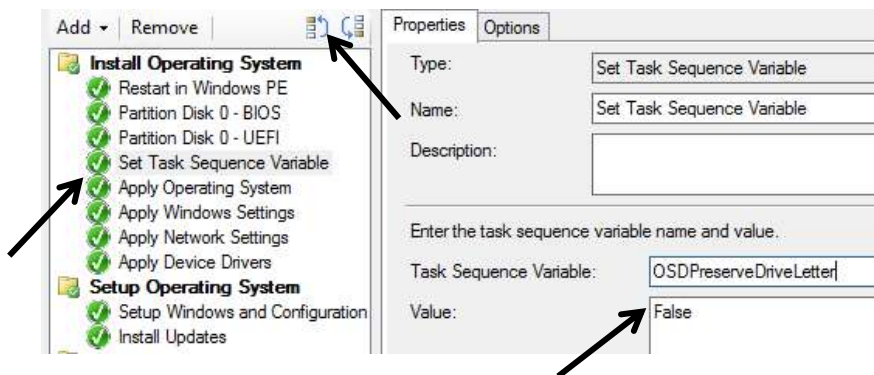 Add Remove
Install Operating System
Restart in Windows PE
Partition Disk 0 - BIOS
Partition Disk 0 - UEFI
Set Task Sequence Variable
Apply Operating System
Apply Windows Settings
Apply Network Settings
Apply Device Drivers
Setup Operating System
Setup Windows and Configuration
Install Updates
Properties Options
Type: Set Task Sequence Variable
Name: Set Task Sequence Variable
Description:
Enter the task sequence variable name and value.
Task Sequence Variable: OSDPreserveDriveLetter
Value: False